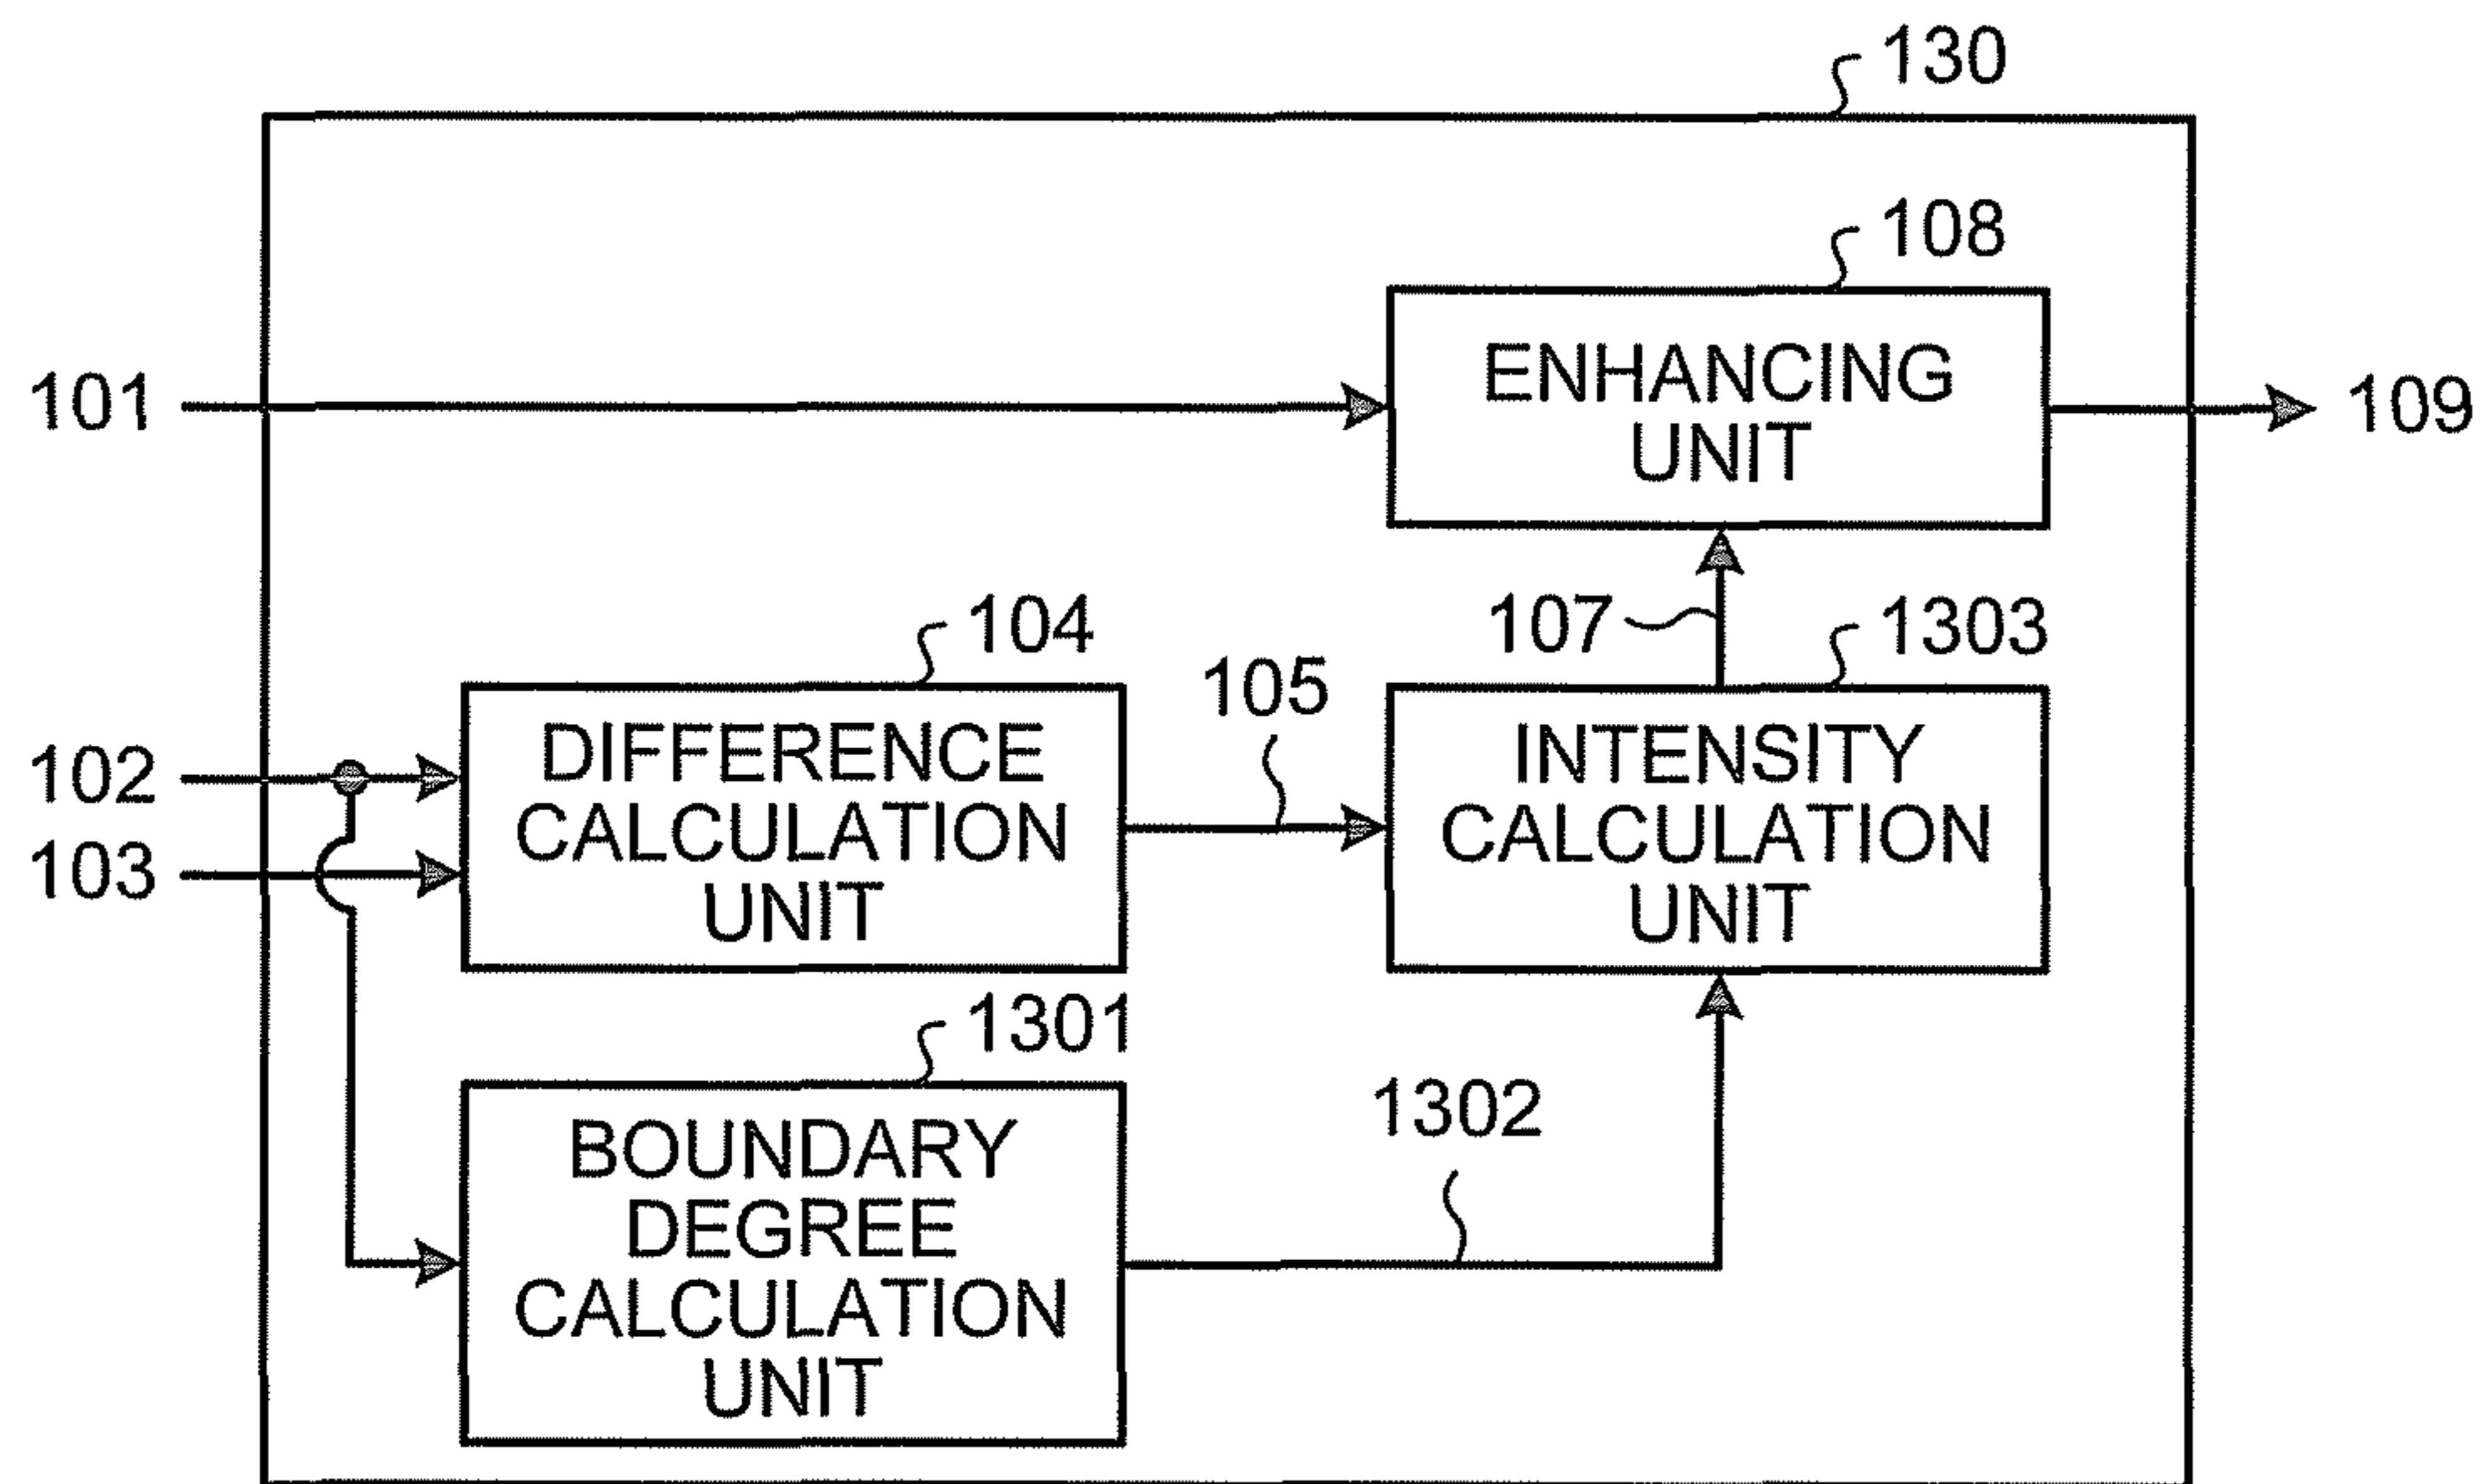 130
108
101
ENHANCING
UNIT
109
104
107
1303
105
102
103
DIFFERENCE
CALCULATION
UNIT
INTENSITY
CALCULATION
UNIT
1301
1302
BOUNDARY
DEGREE
CALCULATION
UNIT